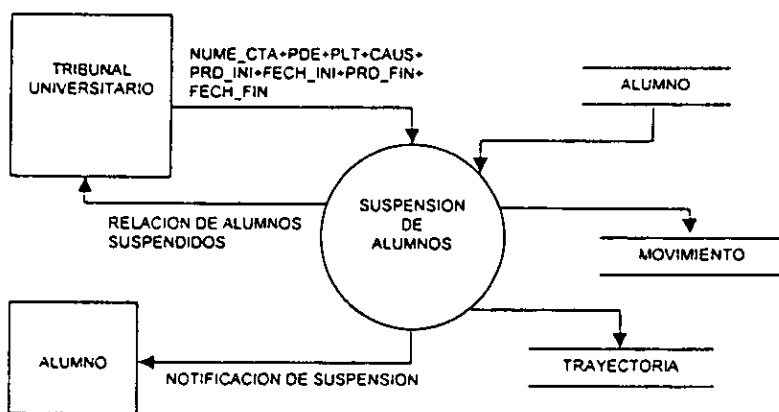 NUME_CTA+PDE+PLT+CAUS+
PRD_INI+FECH_INI+PRD_FIN+
FECH_FIN
TRIBUNAL
UNIVERSITARIO
ALUMNO
SUSPENSION
DE
ALUMNOS
RELACION DE ALUMNOS
SUSPENDIDOS
MOVIMIENTO
ALUMNO
NOTIFICACION DE SUSPENSION
TRAYECTORIA